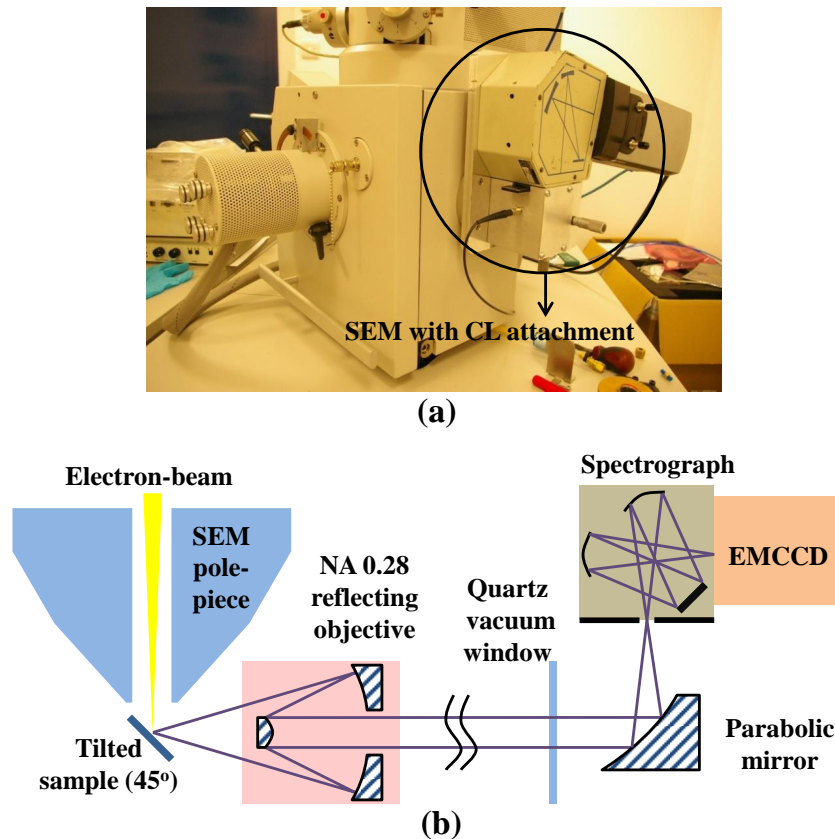 SEM with CL attachment
(a)
Electron-beam
SEM
pole-
piece
NA 0.28
reflecting
objective
Quartz
vacuum
window
Spectrograph
EMCCD
Tilted
sample (45º)
Parabolic
mirror
(b)